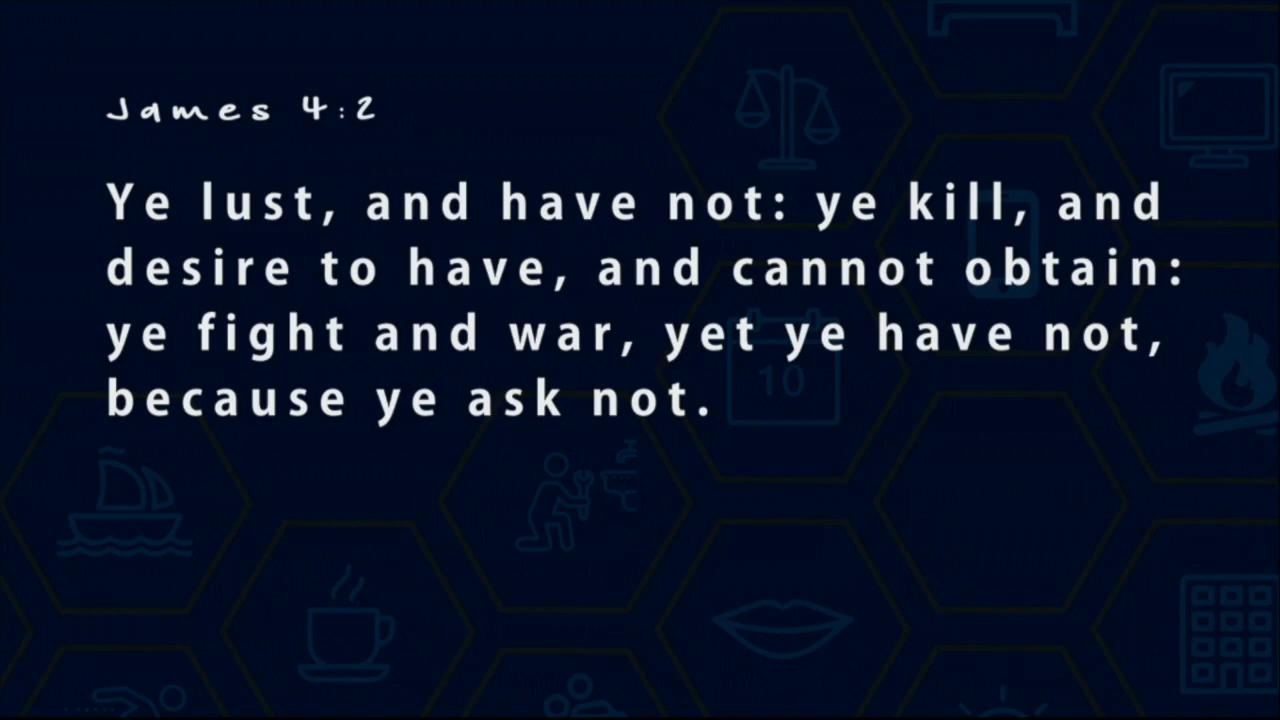 James 4:2
Ye lust, and have not: ye kill, and
desire to have, and cannot obtain:
ye fight and war, yet ye have not,
because ye ask not.
10